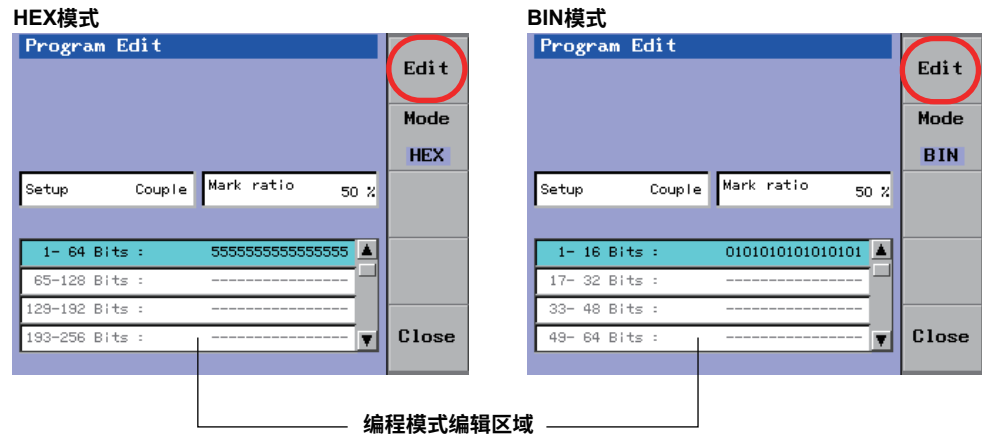 HEX模式
Program Edit
Edit
Mode
HEX
Setup Couple
Mark ratio 50 %
1- 64 Bits : 5555555555555555
65-128 Bits : ----------------
129-192 Bits : ----------------
193-256 Bits : ----------------
Close
BIN模式
Program Edit
Edit
Mode
BIN
Setup Couple
Mark ratio 50 %
1- 16 Bits : 0101010101010101
17- 32 Bits : ----------------
33- 48 Bits : ----------------
49- 64 Bits : ----------------
Close
编程模式编辑区域